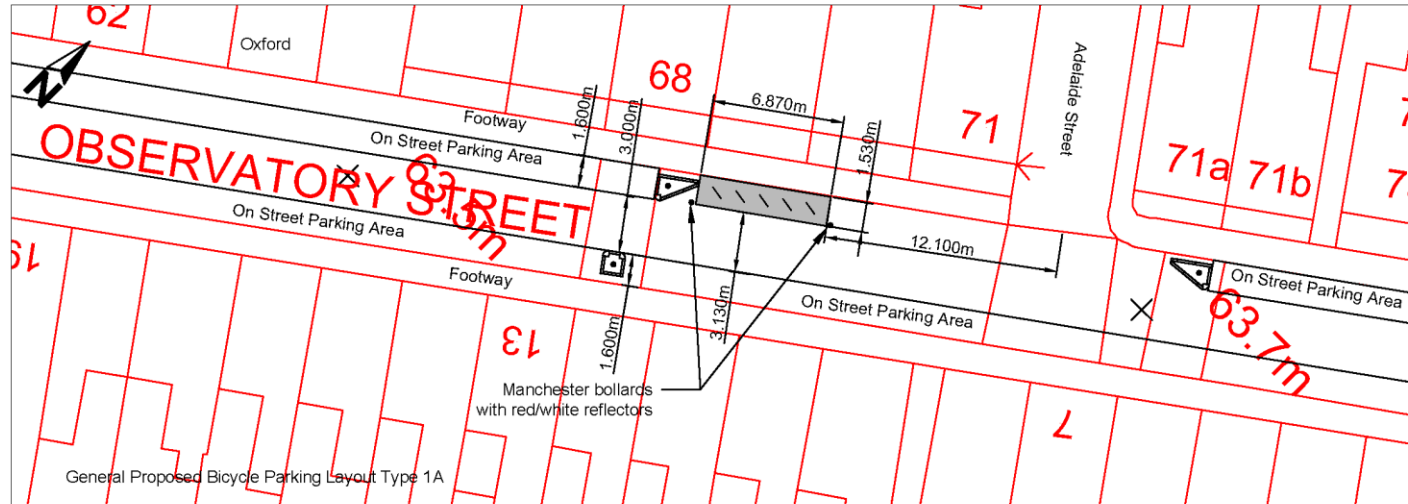 62
Oxford
N
68
6.870m
1.600m
3.000m
Footway
On Street Parking Area
1.530m
71
Adelaide Street
71a
71b
OBSERVATORY STREET
63.5m
On Street Parking Area
12.100m
On Street Parking Area
63.7m
19
Footway
3.130m
On Street Parking Area
13
1.600m
Manchester bollards
with red/white reflectors
7
General Proposed Bicycle Parking Layout Type 1A